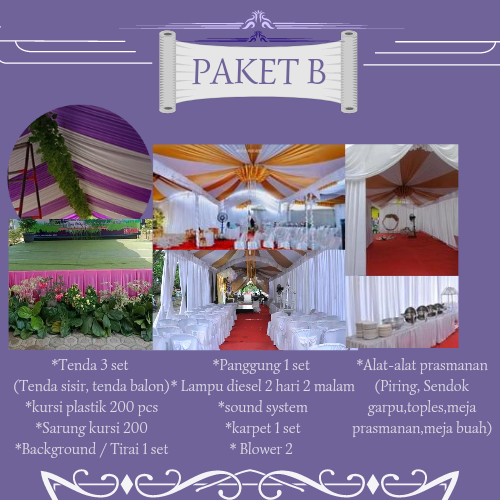 PAKET B
*Tenda 3 set
(Tenda sisir, tenda balon)
*kursi plastik 200 pcs
*Sarung kursi 200
*Background / Tirai 1 set
*Panggung 1 set
* Lampu diesel 2 hari 2 malam
*sound system
*karpet 1 set
* Blower 2
*Alat-alat prasmanan
(Piring, Sendok
garpu,toples,meja
prasmanan,meja buah)